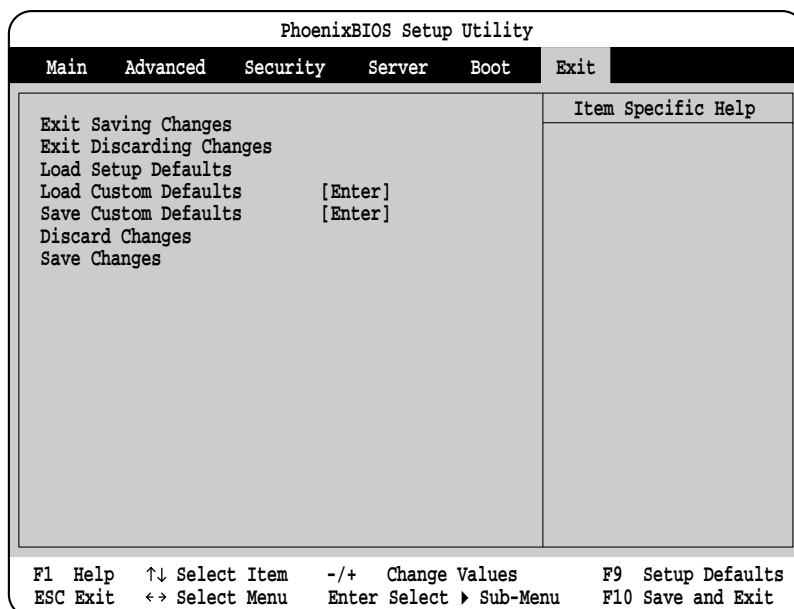 PhoenixBIOS Setup Utility
Main Advanced Security Server Boot Exit
Item Specific Help
Exit Saving Changes
Exit Discarding Changes
Load Setup Defaults
Load Custom Defaults [Enter]
Save Custom Defaults [Enter]
Discard Changes
Save Changes
F1 Help ↑↓ Select Item -/+ Change Values F9 Setup Defaults
ESC Exit ←→ Select Menu Enter Select ▶ Sub-Menu F10 Save and Exit